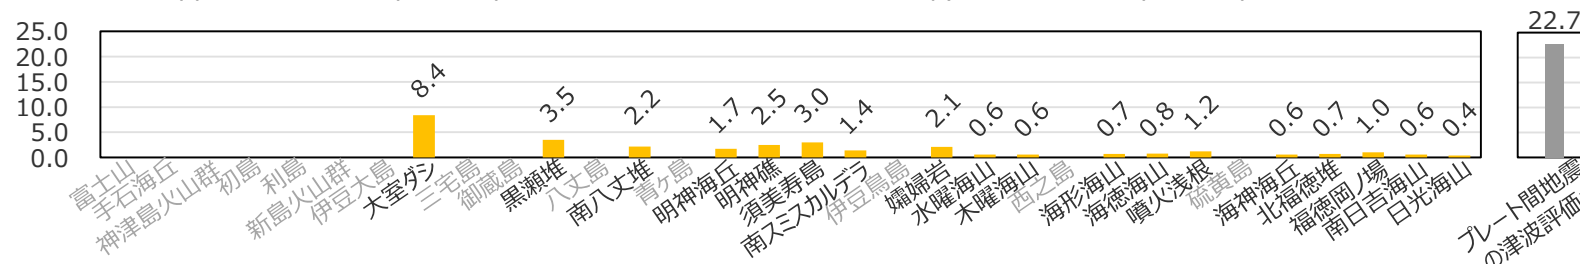 22.7
25.0
20.0
15.0
10.0
5.0
0.0
8.4
3.5
2.2
1.7
2.5
3.0
1.4
2.1
0.6
0.6
0.7
0.8
1.2
0.6
0.7
1.0
0.6
0.4
富士山
手石海丘
神津島火山群
初島
利島
新島火山群
伊豆大島
大室ダシ
三宅島
御蔵島
黒瀬堆
八丈島
南八丈堆
青ヶ島
明神海丘
明神礁
須美寿島
南スミスカルデラ
伊豆鳥島
孀婦岩
水曜海山
木曜海山
西之島
海形海山
海徳海山
噴火浅根
硫黄島
海神海丘
北福徳堆
福徳岡ノ場
南日吉海山
日光海山
プレート間地震
の津波評価